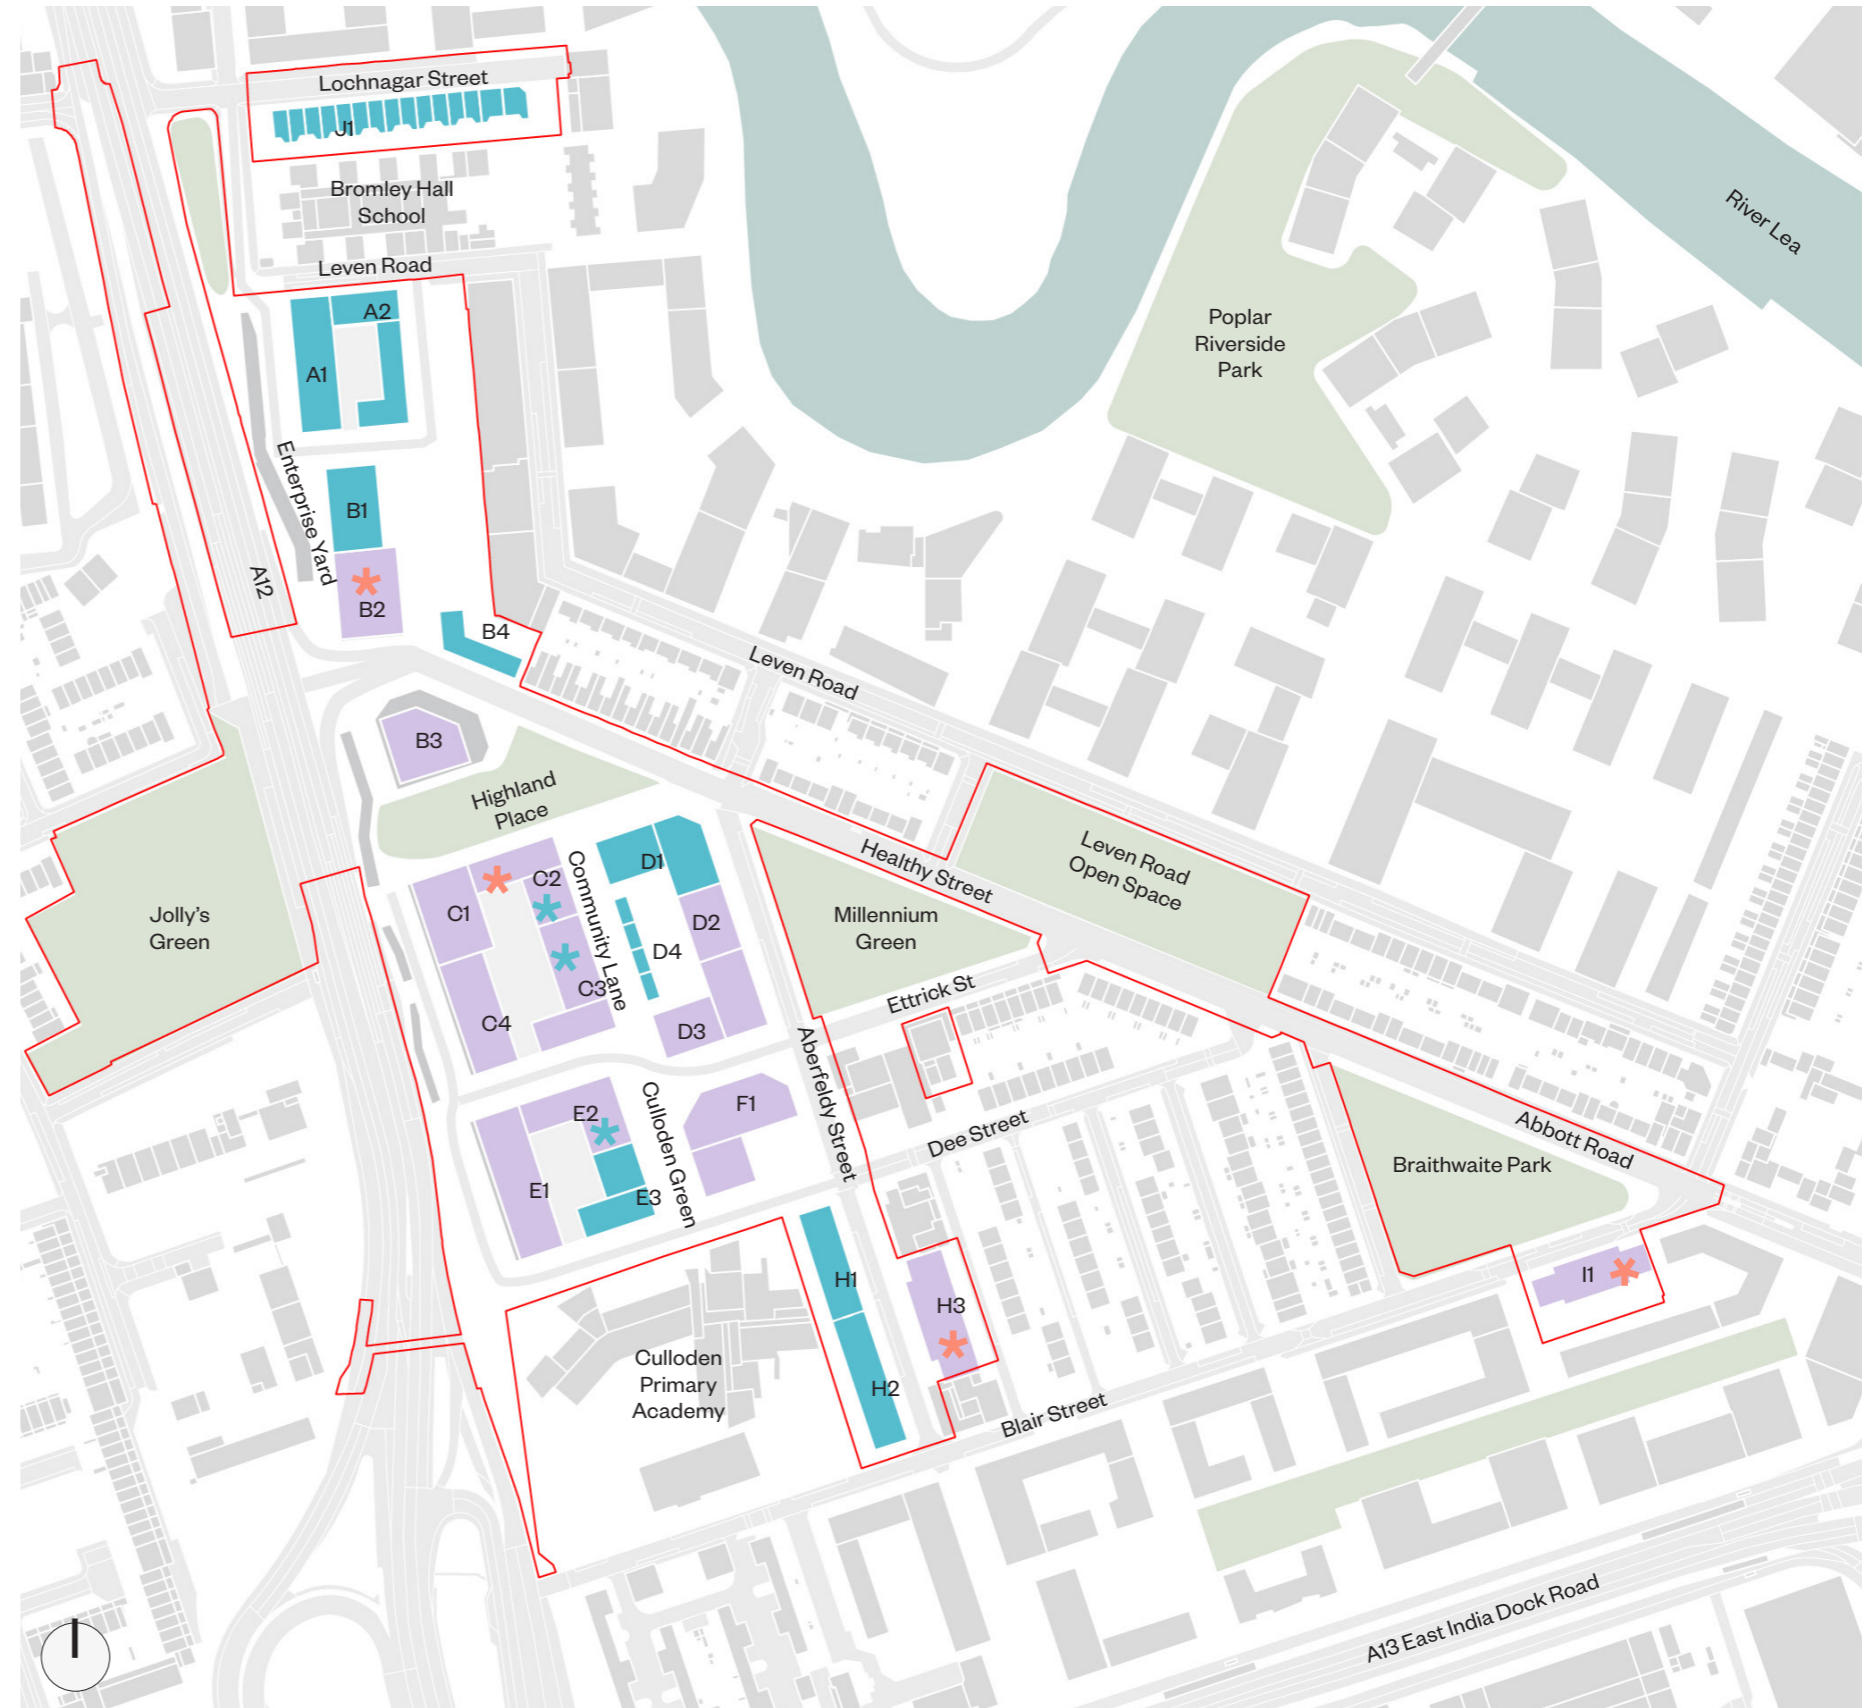 Lochnagar Street
J1
Bromley Hall
School
Leven Road
River Lea
A2
A1
Poplar
Riverside
Park
Enterprise Yard
B1
A12
B2
B4
Leven Road
B3
Highland
Place
Healthy Street
Leven Road
Open Space
Community Lane
D1
C2
C1
Jolly's
Green
Millennium
Green
D2
D4
C3
Ettrick St
C4
D3
Aberfeldy Street
Culloden Green
E2
F1
Dee Street
Abbott Road
Braithwaite Park
E1
E3
H1
I1
H3
Culloden
Primary
Academy
H2
Blair Street
A13 East India Dock Road